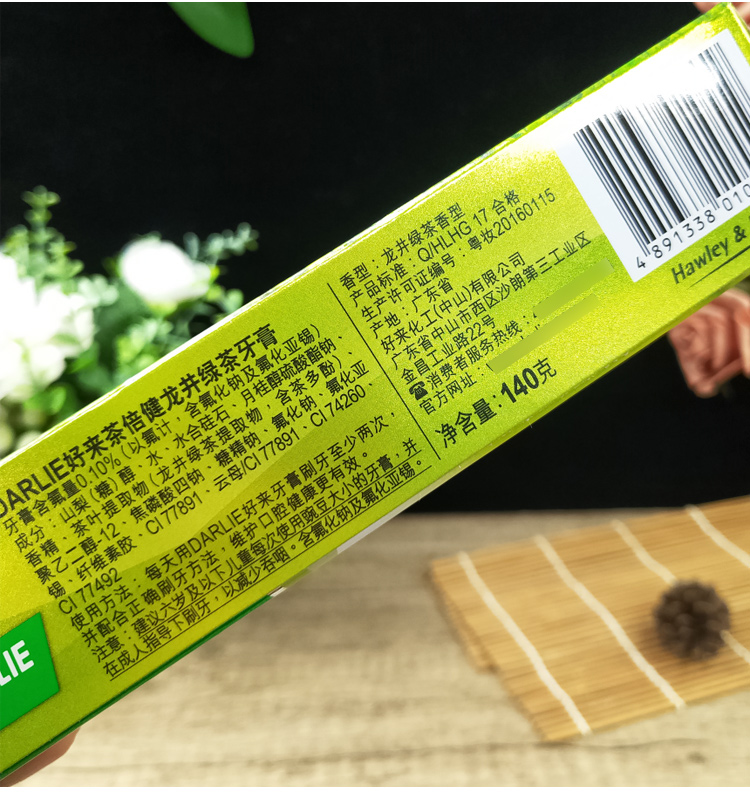 DARLIE好来茶倍健龙井绿茶牙膏
牙膏含氟量0.10%（以氟计，含氟化钠及氟化亚锡）
成分：山梨(糖)醇、水、水合硅石、月桂醇硫酸酯钠、
香精、茶叶提取物(龙井绿茶提取物，含茶多酚)、
聚乙二醇-12、焦磷酸四钠、糖精钠、氟化钠、氟化亚
锡、纤维素胶、CI 77891、云母/CI 77891、CI 74260、
CI 77492
使用方法：每天用DARLIE好来牙膏刷牙至少两次，
并配合正确刷牙方法，维护口腔健康更有效。
注意：建议六岁及以下儿童每次使用豌豆大小的牙膏，并
在成人指导下刷牙，以减少吞咽。含氟化钠及氟化亚锡。
香型：龙井绿茶香型
产品标准：Q/HLHG 17 合格
生产许可证编号：粤妆20160115
产地：广东省
好来化工(中山)有限公司
广东省中山市西区沙朗第三工业区
金昌工业路22号
☎消费者服务热线：
官方网址：
净含量：140克
4 891338 01
Hawley &
LIE